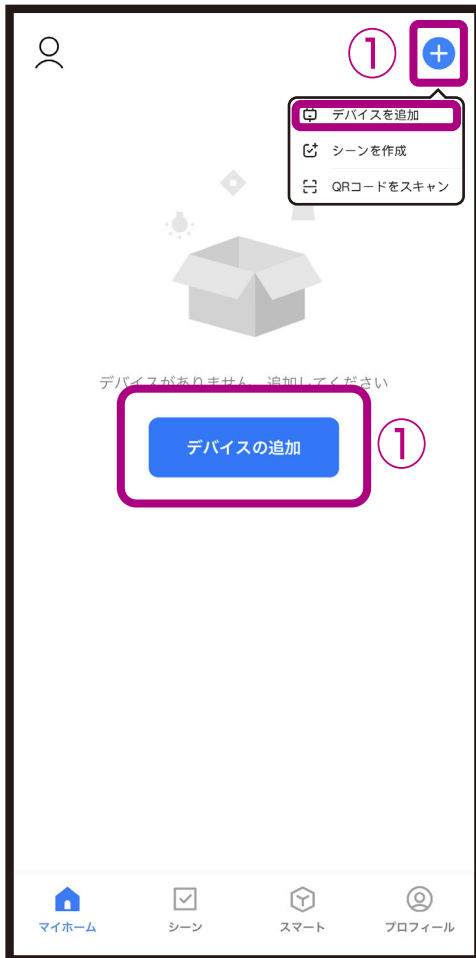 ①
デバイスを追加
シーンを作成
QRコードをスキャン
デバイスがありません、追加してください
デバイスの追加
①
マイホーム
シーン
スマート
プロフィール